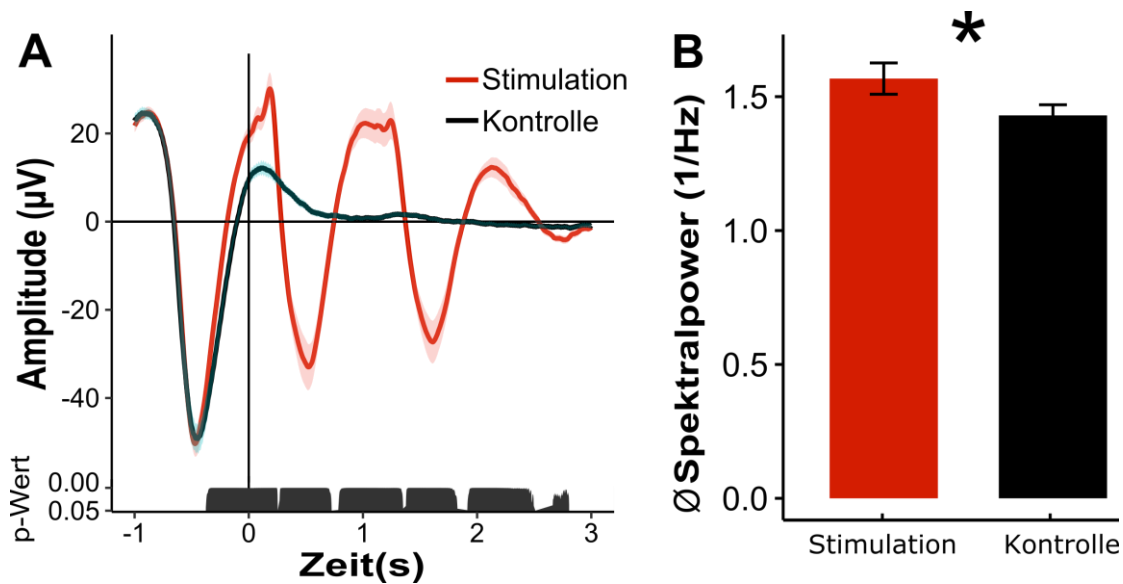 A
Stimulation
Kontrolle
Amplitude (µV)
20
0
-20
-40
p-Wert
0.00
0.05
-1
0
1
2
3
Zeit(s)
B
*
ØSpektralpower (1/Hz)
1.5
1.0
0.5
0.0
Stimulation
Kontrolle